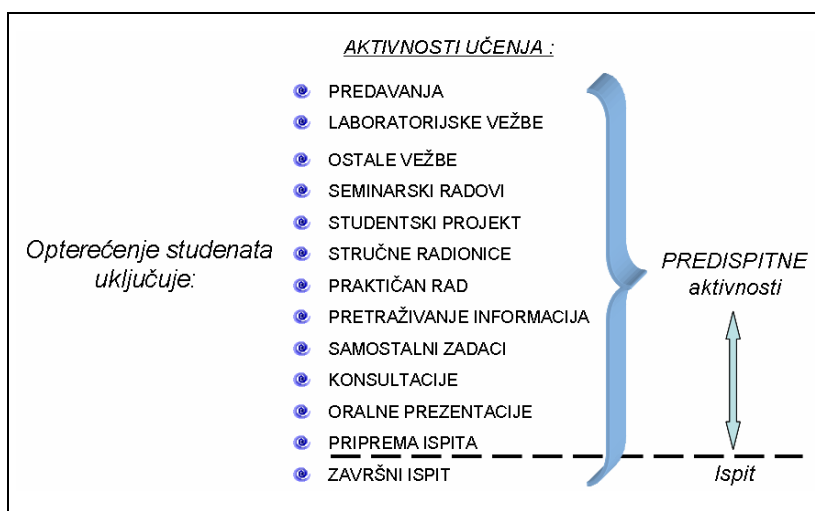 AKTIVNOSTI UČENJA :
PREDAVANJA
LABORATORIJSKE VEŽBE
OSTALE VEŽBE
SEMINARSKI RADOVI
STUDENTSKI PROJEKT
STRUČNE RADIONICE
PRAKTIČAN RAD
PRETRAŽIVANJE INFORMACIJA
SAMOSTALNI ZADACI
KONSULTACIJE
ORALNE PREZENTACIJE
PRIPREMA ISPITA
ZAVRŠNI ISPIT
Opterećenje studenata
uključuje:
PREDISPITNE
aktivnosti
Ispit